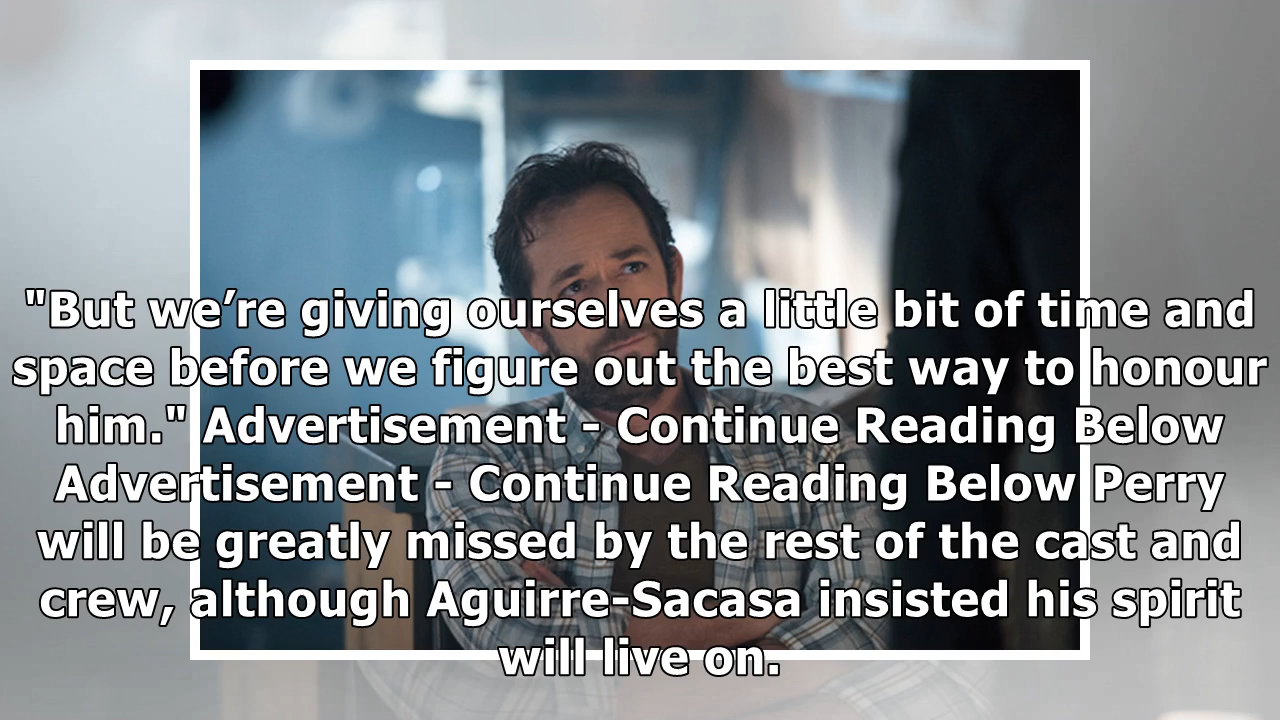 "But we’re giving ourselves a little bit of time and
space before we figure out the best way to honour
him." Advertisement - Continue Reading Below
Advertisement - Continue Reading Below Perry
will be greatly missed by the rest of the cast and
crew, although Aguirre-Sacasa insisted his spirit
will live on.